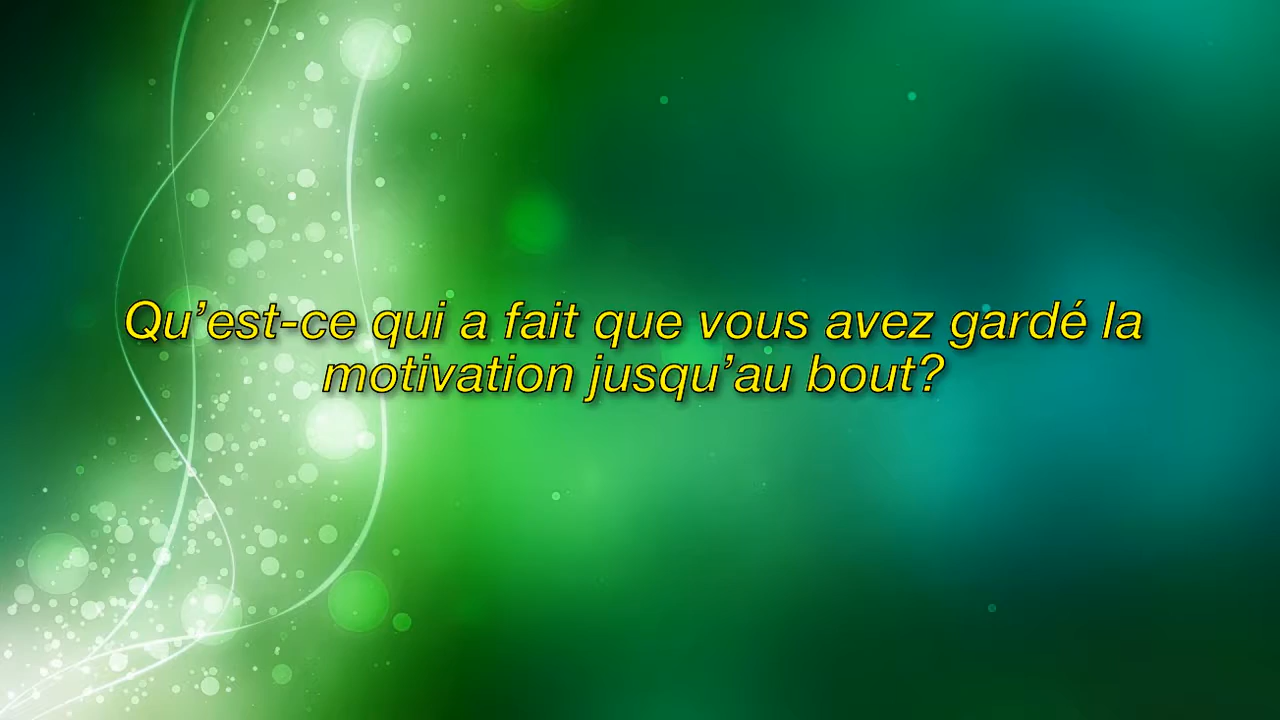 Qu’est-ce qui a fait que vous avez gardé la
motivation jusqu’au bout?